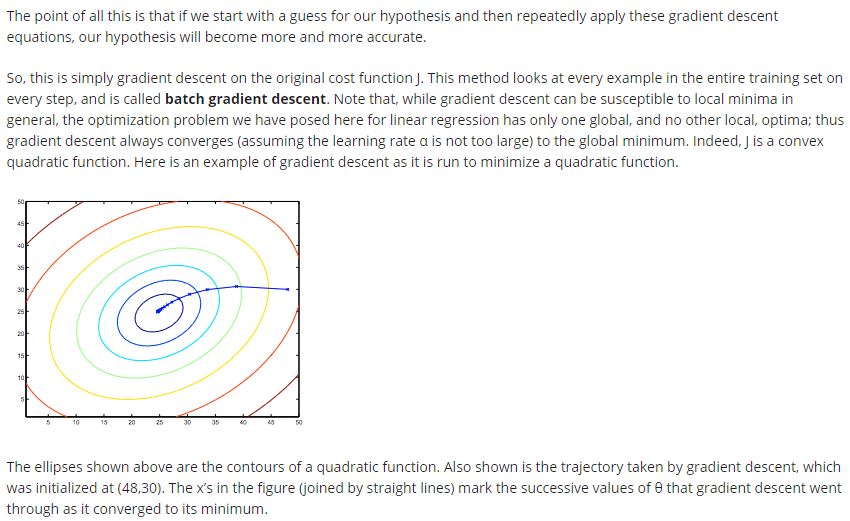 The point of all this is that if we start with a guess for our hypothesis and then repeatedly apply these gradient descent
equations, our hypothesis will become more and more accurate.
So, this is simply gradient descent on the original cost function J. This method looks at every example in the entire training set on
every step, and is called batch gradient descent. Note that, while gradient descent can be susceptible to local minima in
general, the optimization problem we have posed here for linear regression has only one global, and no other local, optima; thus
gradient descent always converges (assuming the learning rate α is not too large) to the global minimum. Indeed, J is a convex
quadratic function. Here is an example of gradient descent as it is run to minimize a quadratic function.
50
45
40
35
30
25
20
15
10
5
5 10 15 20 25 30 35 40 45 50
The ellipses shown above are the contours of a quadratic function. Also shown is the trajectory taken by gradient descent, which
was initialized at (48,30). The x's in the figure (joined by straight lines) mark the successive values of θ that gradient descent went
through as it converged to its minimum.